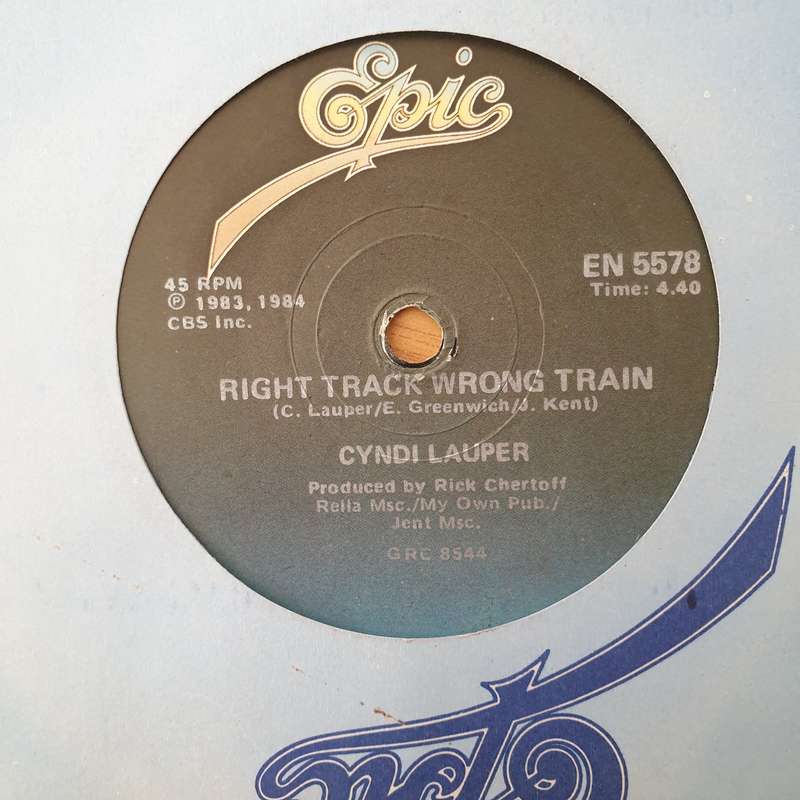 Epic
45 RPM
Ⓟ 1983, 1984
CBS Inc.
EN 5578
Time: 4.40
RIGHT TRACK WRONG TRAIN
(C. Lauper/E. Greenwich/J. Kent)
CYNDI LAUPER
Produced by Rick Chertoff
Rella Msc./My Own Pub./
Jent Msc.
GRC 8544
Epic